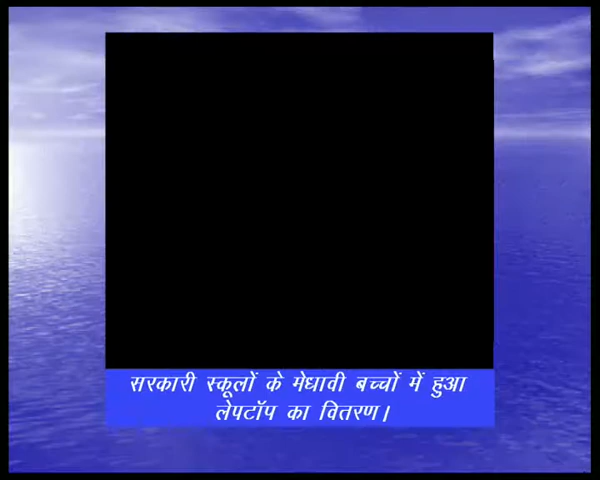 सरकारी स्कूलों के मेधावी बच्चों में हुआ
लेपटॉप का वितरण।